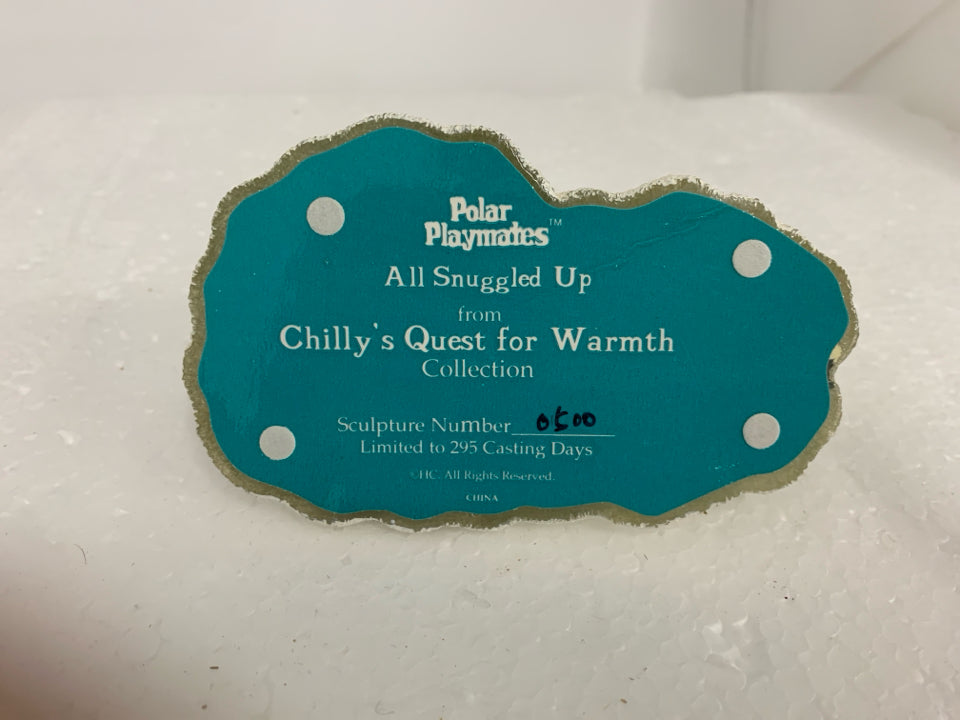 Polar
Playmates™
All Snuggled Up
from
Chilly's Quest for Warmth
Collection
Sculpture Number 0500
Limited to 295 Casting Days
©HC. All Rights Reserved.
CHINA